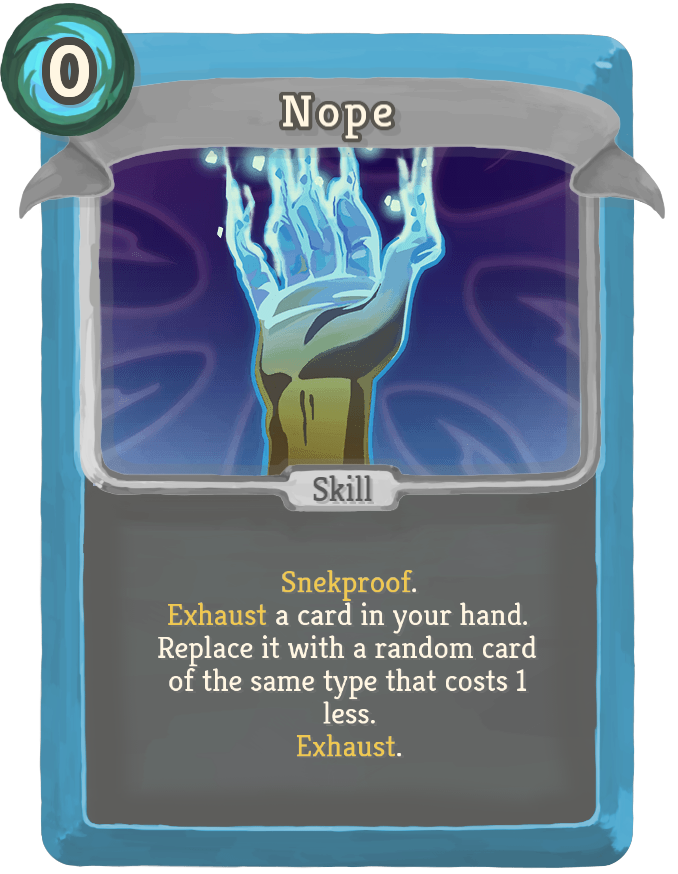 0
Nope
Skill
Snekproof.
Exhaust a card in your hand.
Replace it with a random card
of the same type that costs 1
less.
Exhaust.